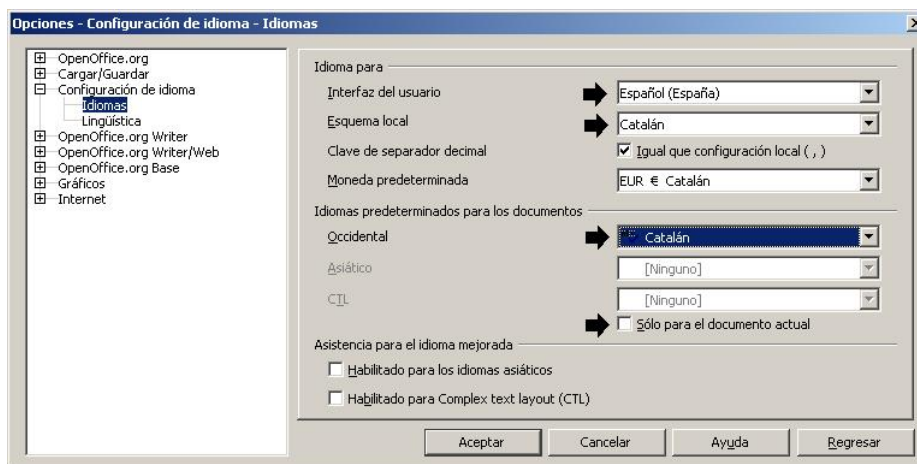 Opciones - Configuración de idioma - Idiomas
OpenOffice.org
Cargar/Guardar
Configuración de idioma
Idiomas
Lingüística
OpenOffice.org Writer
OpenOffice.org Writer/Web
OpenOffice.org Base
Gráficos
Internet
Idioma para
Interfaz del usuario Español (España)
Esquema local Catalán
Clave de separador decimal Igual que configuración local ( , )
Moneda predeterminada EUR € Catalán
Idiomas predeterminados para los documentos
Occidental Catalán
Asiático [Ninguno]
CTL [Ninguno]
Sólo para el documento actual
Asistencia para el idioma mejorada
Habilitado para los idiomas asiáticos
Habilitado para Complex text layout (CTL)
Aceptar Cancelar Ayuda Regresar